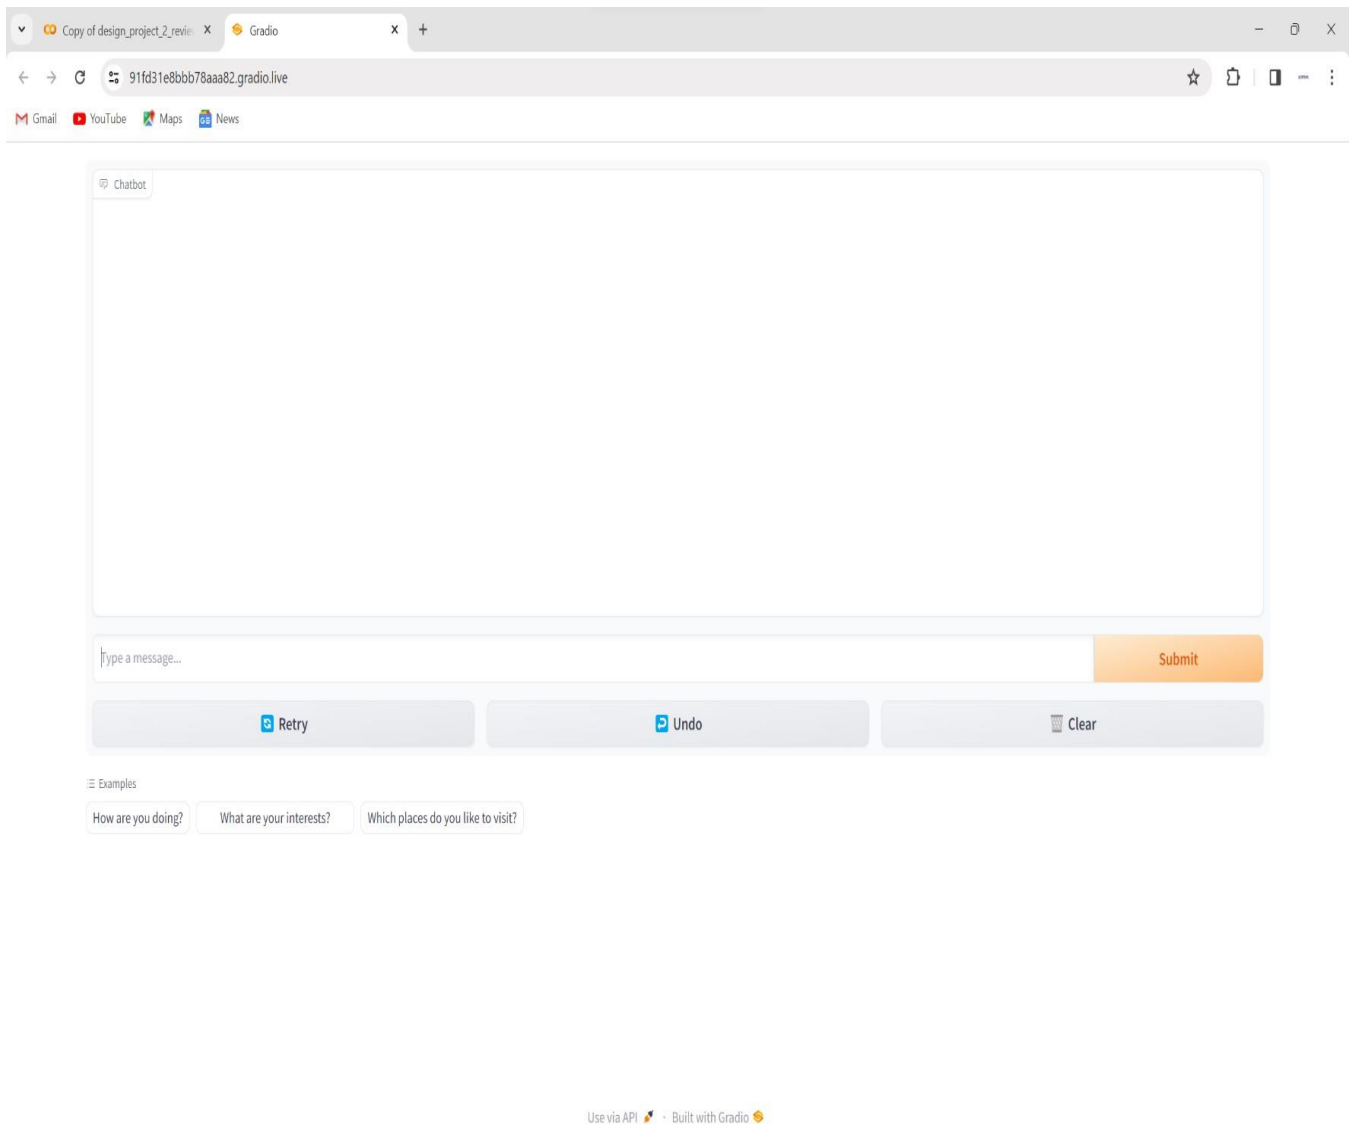 Copy of design_project_2_revie
Gradio
91fd31e8bbb78aaa82.gradio.live
Gmail YouTube Maps News
Chatbot
Type a message...
Submit
Retry Undo Clear
Examples
How are you doing? What are your interests? Which places do you like to visit?
Use via API · Built with Gradio